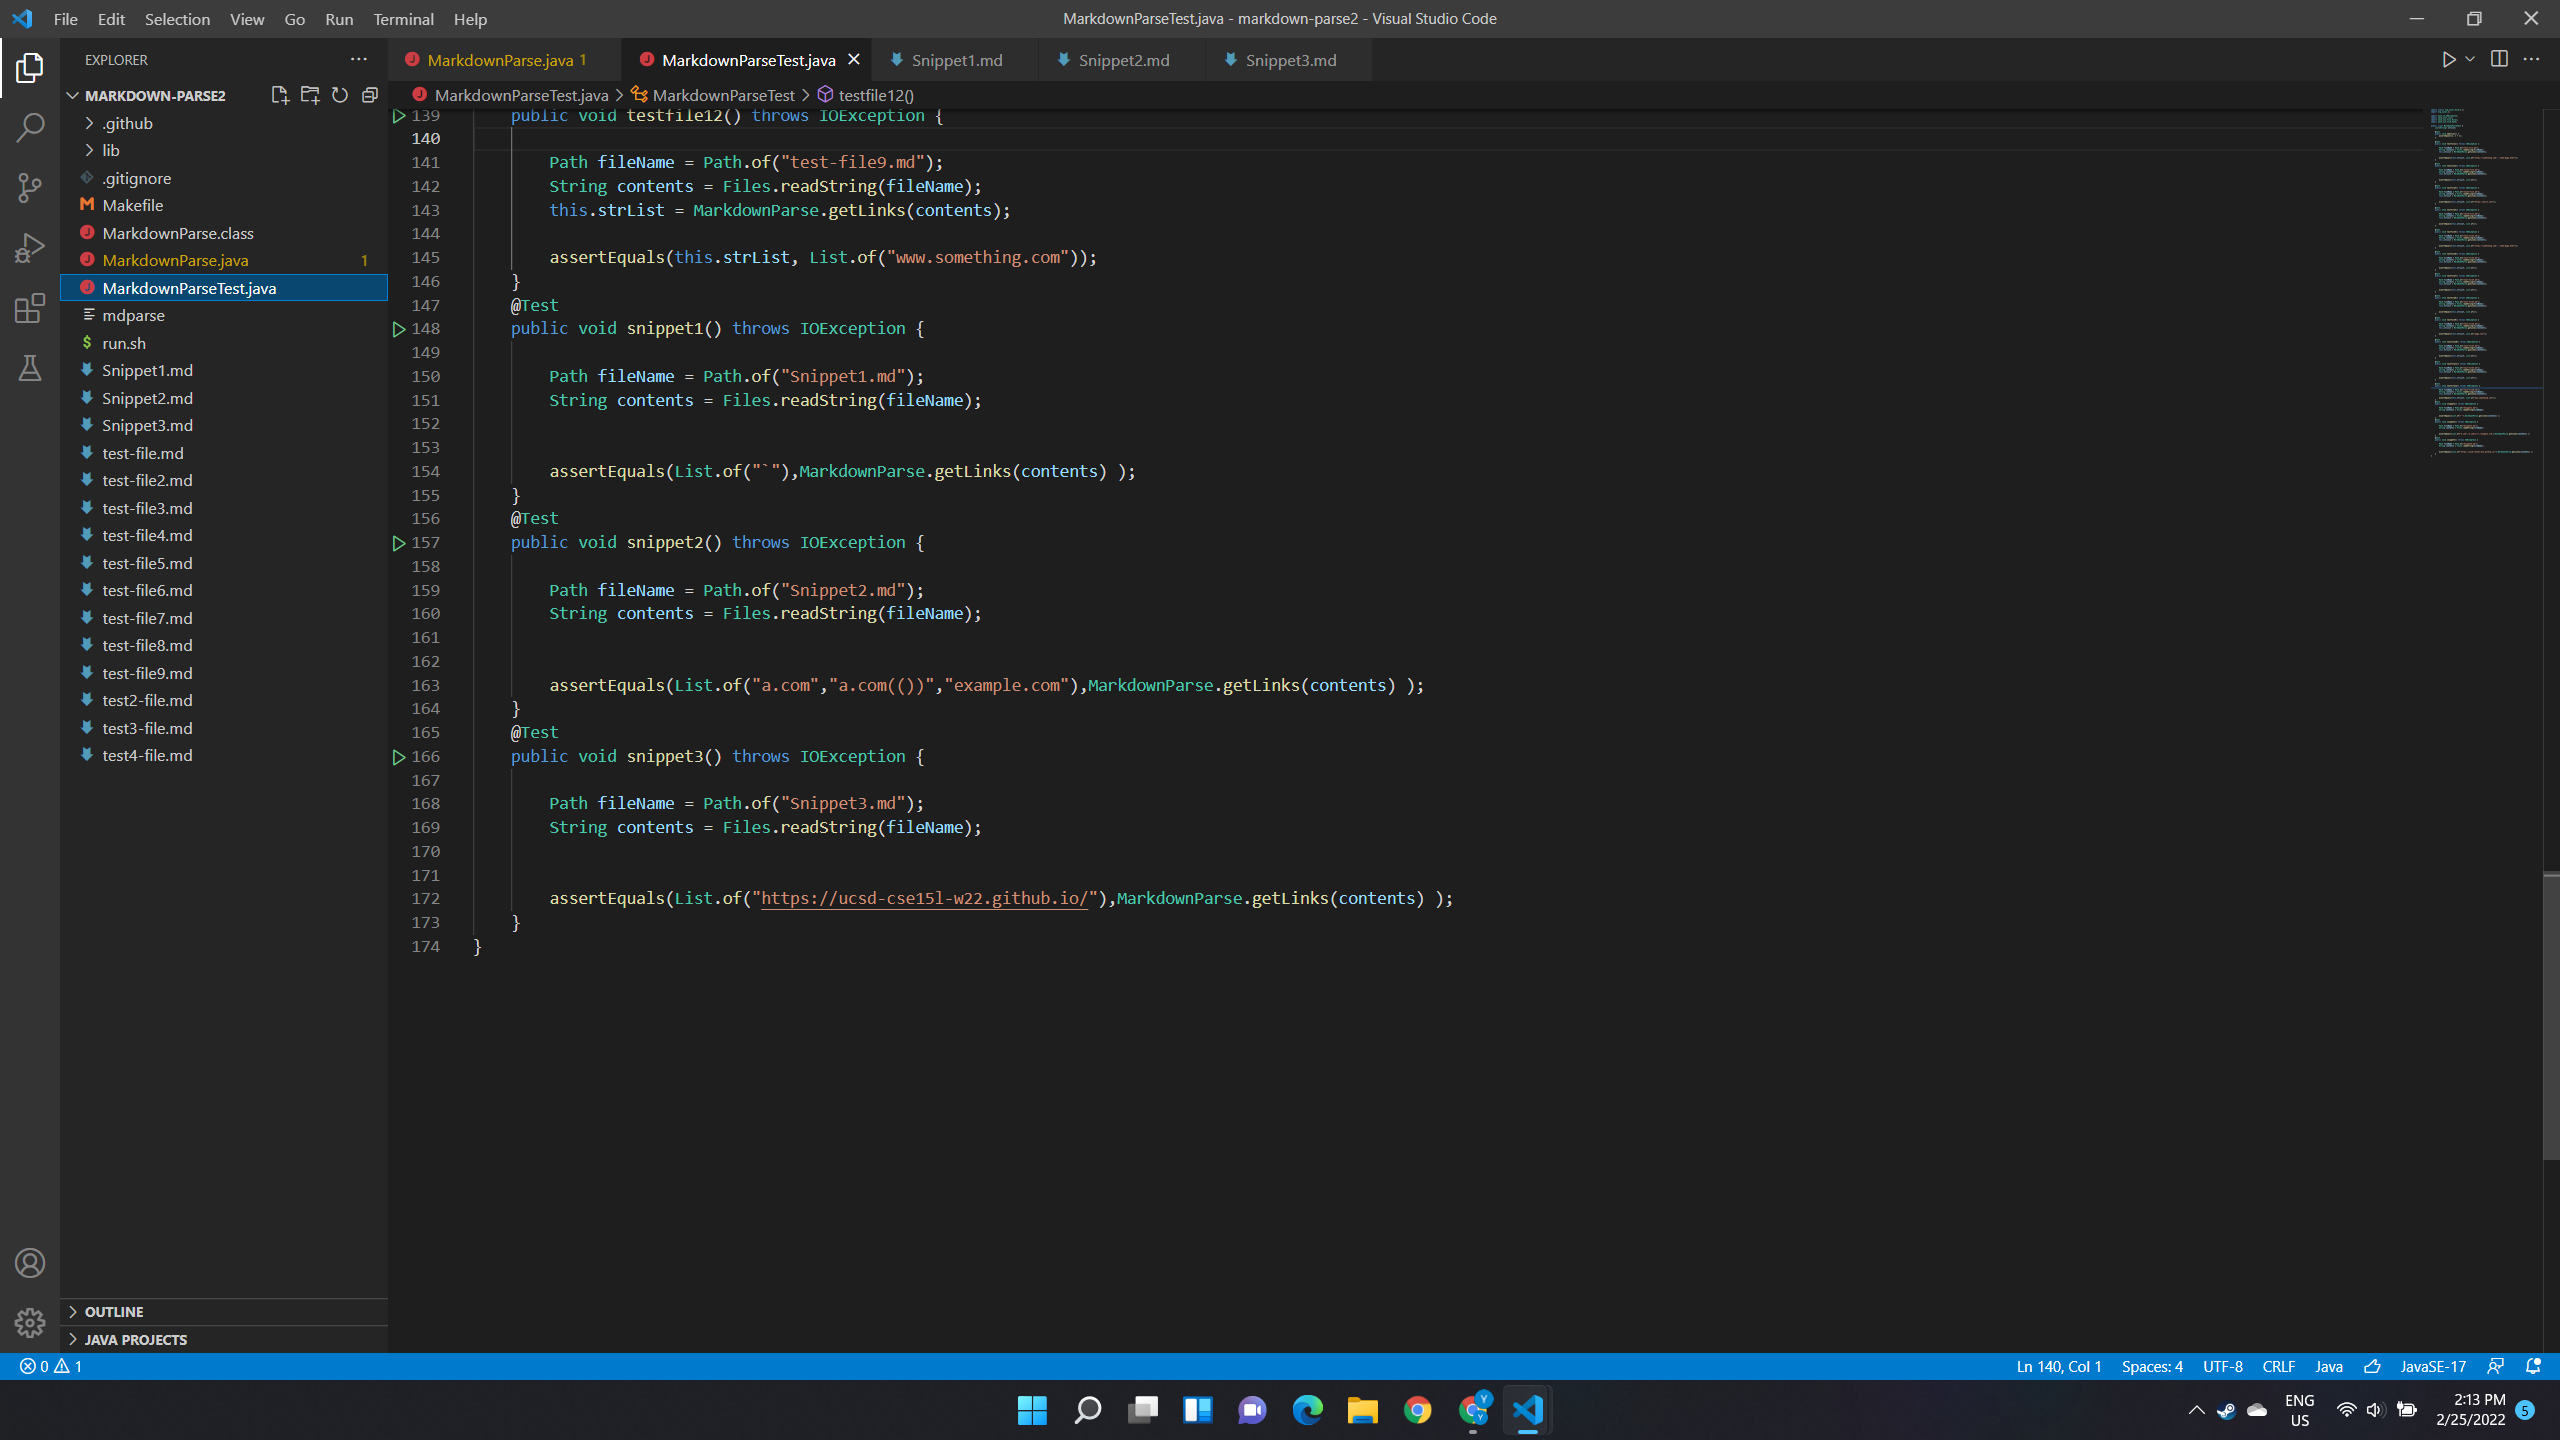 File Edit Selection View Go Run Terminal Help
MarkdownParseTest.java - markdown-parse2 - Visual Studio Code
EXPLORER
MARKDOWN-PARSE2
.github
lib
.gitignore
Makefile
MarkdownParse.class
MarkdownParse.java 1
MarkdownParseTest.java
mdparse
run.sh
Snippet1.md
Snippet2.md
Snippet3.md
test-file.md
test-file2.md
test-file3.md
test-file4.md
test-file5.md
test-file6.md
test-file7.md
test-file8.md
test-file9.md
test2-file.md
test3-file.md
test4-file.md
OUTLINE
JAVA PROJECTS
MarkdownParse.java 1 MarkdownParseTest.java Snippet1.md Snippet2.md Snippet3.md
MarkdownParseTest.java > MarkdownParseTest > testfile12()
139 public void testfile12() throws IOException {
140
141 Path fileName = Path.of("test-file9.md");
142 String contents = Files.readString(fileName);
143 this.strList = MarkdownParse.getLinks(contents);
144
145 assertEquals(this.strList, List.of("www.something.com"));
146 }
147 @Test
148 public void snippet1() throws IOException {
149
150 Path fileName = Path.of("Snippet1.md");
151 String contents = Files.readString(fileName);
152
153
154 assertEquals(List.of("`"),MarkdownParse.getLinks(contents) );
155 }
156 @Test
157 public void snippet2() throws IOException {
158
159 Path fileName = Path.of("Snippet2.md");
160 String contents = Files.readString(fileName);
161
162
163 assertEquals(List.of("a.com","a.com(())","example.com"),MarkdownParse.getLinks(contents) );
164 }
165 @Test
166 public void snippet3() throws IOException {
167
168 Path fileName = Path.of("Snippet3.md");
169 String contents = Files.readString(fileName);
170
171
172 assertEquals(List.of("https://ucsd-cse15l-w22.github.io/"),MarkdownParse.getLinks(contents) );
173 }
174 }
0 1
Ln 140, Col 1 Spaces: 4 UTF-8 CRLF Java JavaSE-17
ENG
US
2:13 PM
2/25/2022
5